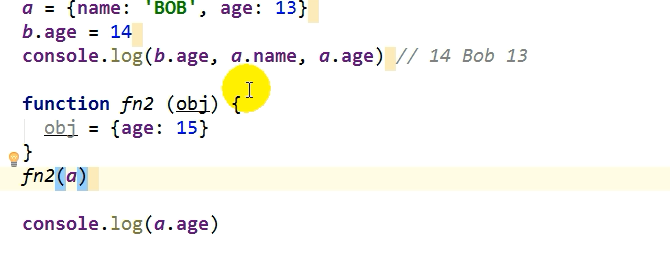 a = {name: 'BOB', age: 13}
b.age = 14
console.log(b.age, a.name, a.age) // 14 Bob 13
function fn2 (obj) {
obj = {age: 15}
}
fn2(a)
console.log(a.age)